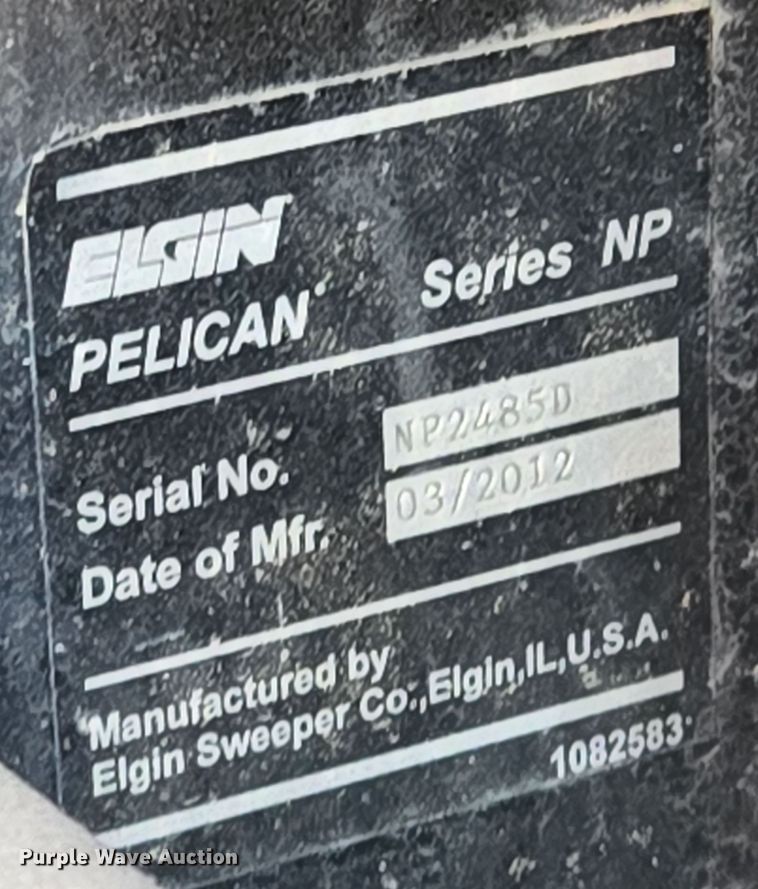 ELGIN
PELICAN Series NP
Serial No. NP2485D
Date of Mfr. 03/2012
Manufactured by
Elgin Sweeper Co.,Elgin,IL,U.S.A.
1082583
Purple Wave Auction